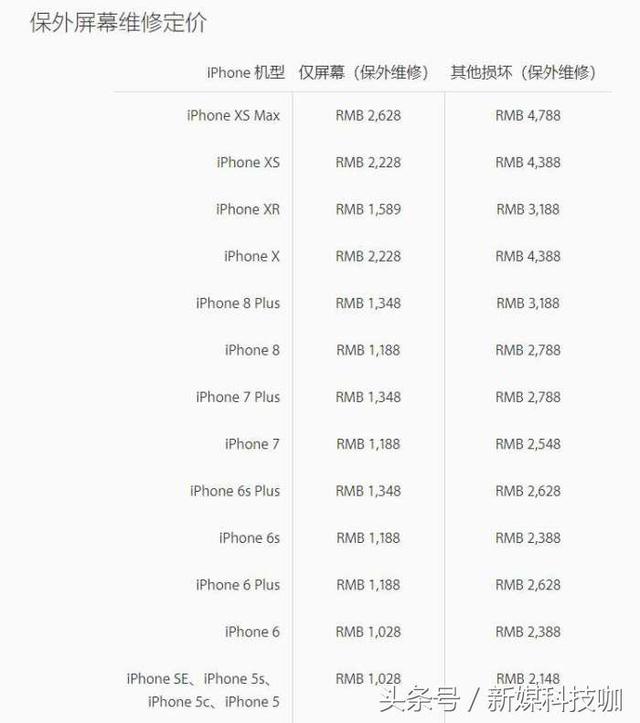 保外屏幕维修定价
iPhone 机型 仅屏幕（保外维修） 其他损坏（保外维修）
iPhone XS Max RMB 2,628 RMB 4,788
iPhone XS RMB 2,228 RMB 4,388
iPhone XR RMB 1,589 RMB 3,188
iPhone X RMB 2,228 RMB 4,388
iPhone 8 Plus RMB 1,348 RMB 3,188
iPhone 8 RMB 1,188 RMB 2,788
iPhone 7 Plus RMB 1,348 RMB 2,788
iPhone 7 RMB 1,188 RMB 2,548
iPhone 6s Plus RMB 1,348 RMB 2,628
iPhone 6s RMB 1,188 RMB 2,388
iPhone 6 Plus RMB 1,188 RMB 2,628
iPhone 6 RMB 1,028 RMB 2,388
iPhone SE、iPhone 5s、 RMB 1,028 RMB 2,148
iPhone 5c、iPhone 5
头条号 / 新媒科技咖